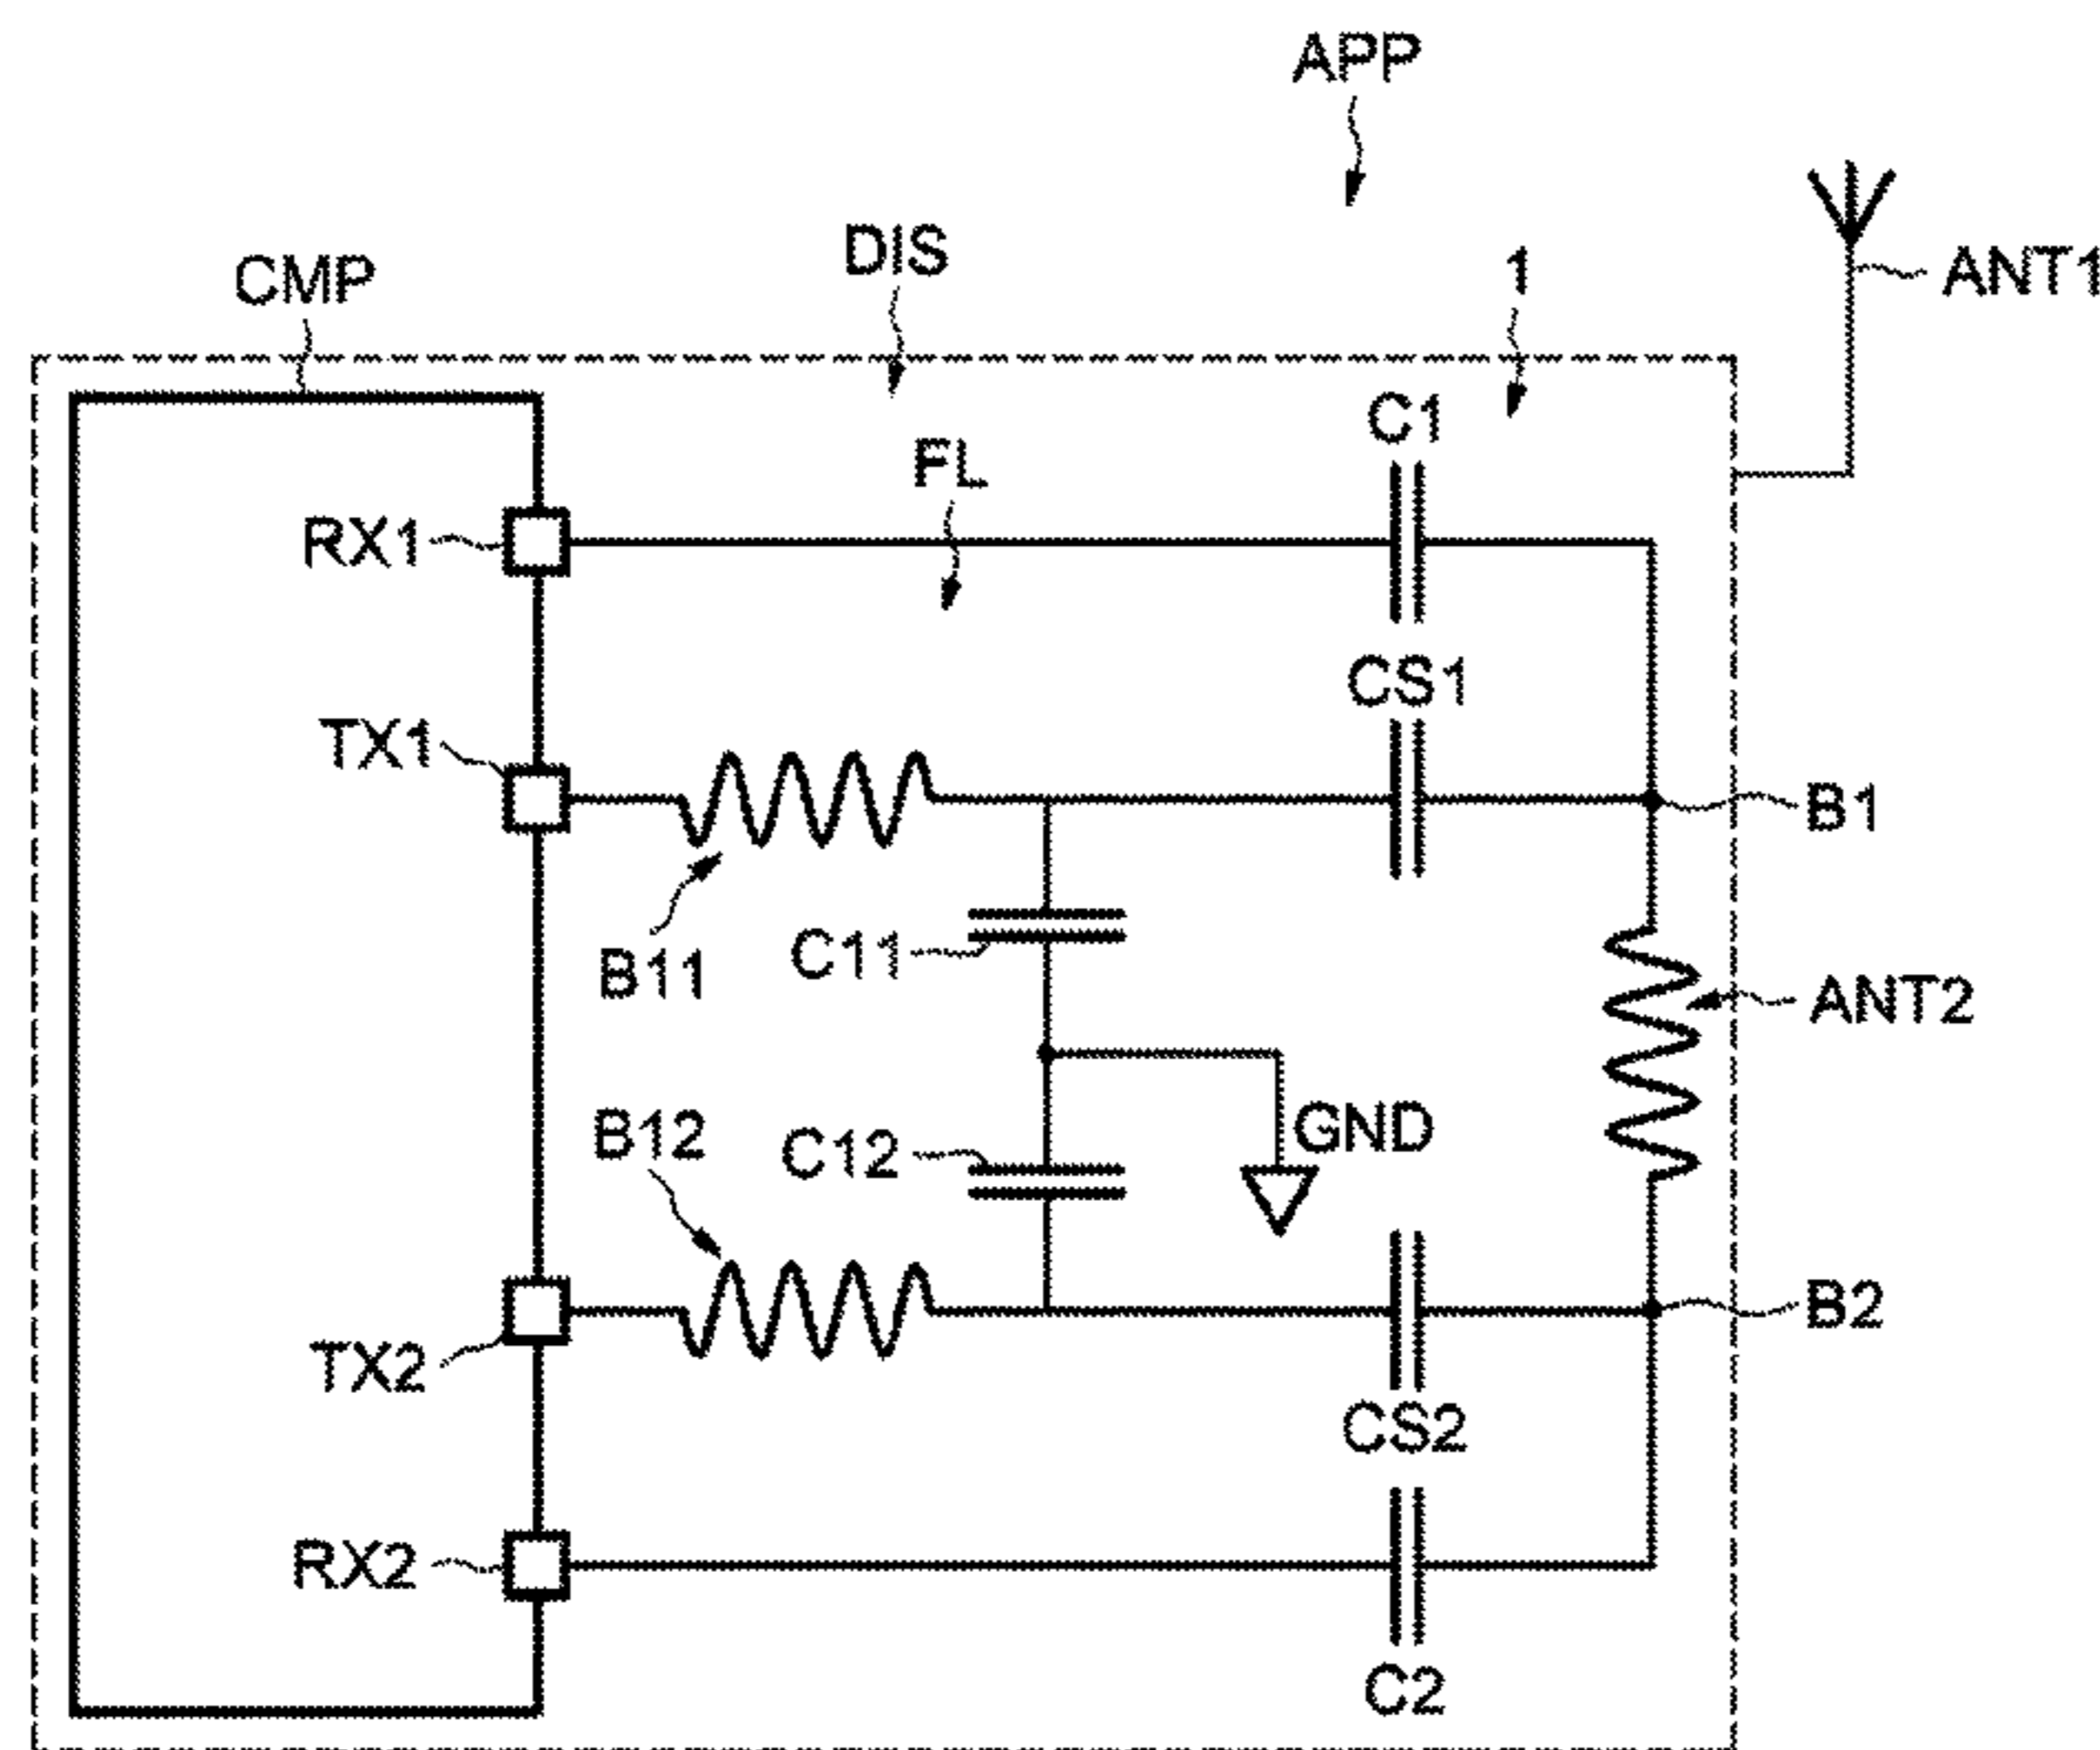 APP
DIS
1
ANT1
CMP
C1
FL
RX1
CS1
TX1
B1
B11
C11
ANT2
B12
C12
GND
B2
TX2
CS2
RX2
C2